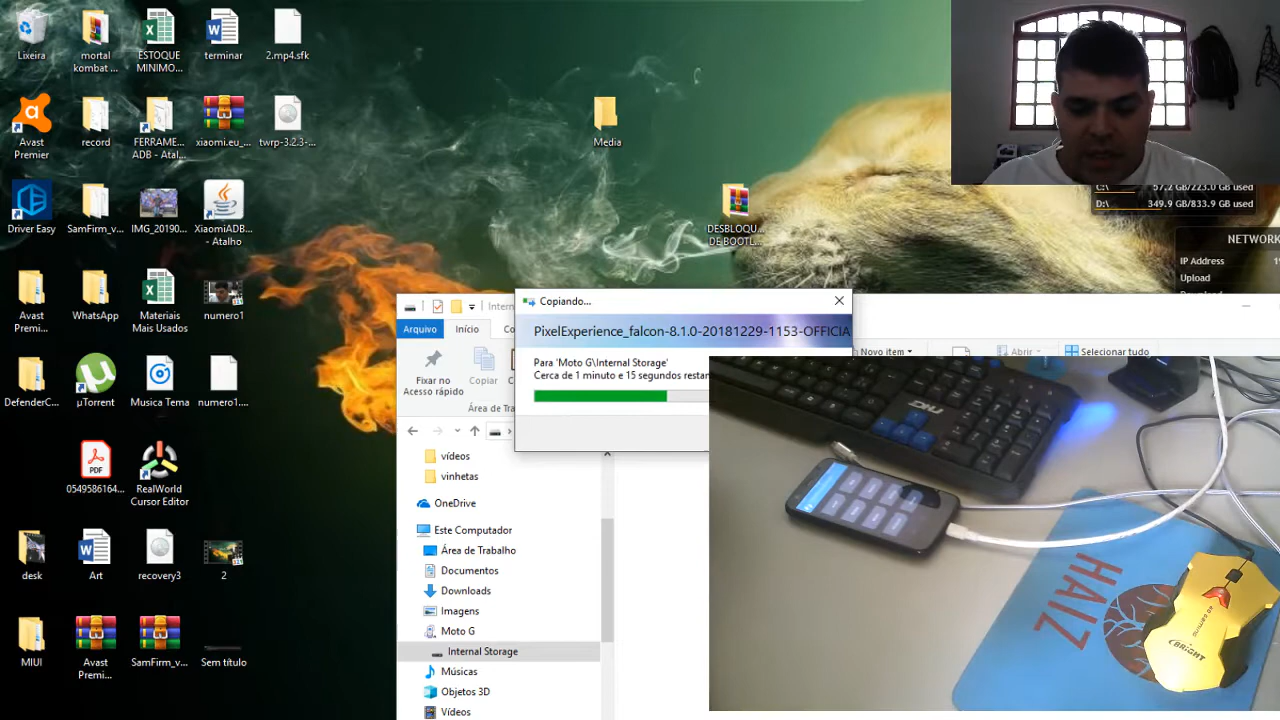 Lixeira
mortal
kombat ...
ESTOQUE
MINIMO...
terminar
2.mp4.sfk
Avast
Premier
record
FERRAME...
ADB - Atal...
xiaomi.eu_...
twrp-3.2.3-...
Media
Driver Easy
SamFirm_v...
IMG_20190...
XiaomiADB...
- Atalho
DESBLOQU...
DE BOOTL...
C:\
57.2 GB/223.0 GB used
D:\
349.9 GB/833.9 GB used
NETWORK
IP Address
Upload
Avast
Premi...
WhatsApp
Materiais
Mais Usados
numero1
DefenderC...
µTorrent
Musica Tema
numero1....
0549586164...
RealWorld
Cursor Editor
desk
Art
recovery3
2
MIUI
Avast
Premi...
SamFirm_v...
Sem título
Intern
Copiando...
Arquivo
Início
PixelExperience_falcon-8.1.0-20181229-1153-OFFICIA
Para 'Moto G\Internal Storage'
Cerca de 1 minuto e 15 segundos restan
Novo item
Abrir
Selecionar tudo
Fixar no
Acesso rápido
Copiar
Área de Tra
vídeos
vinhetas
OneDrive
Este Computador
Área de Trabalho
Documentos
Downloads
Imagens
Moto G
Internal Storage
Músicas
Objetos 3D
Vídeos
HAIZ
BRIGHT